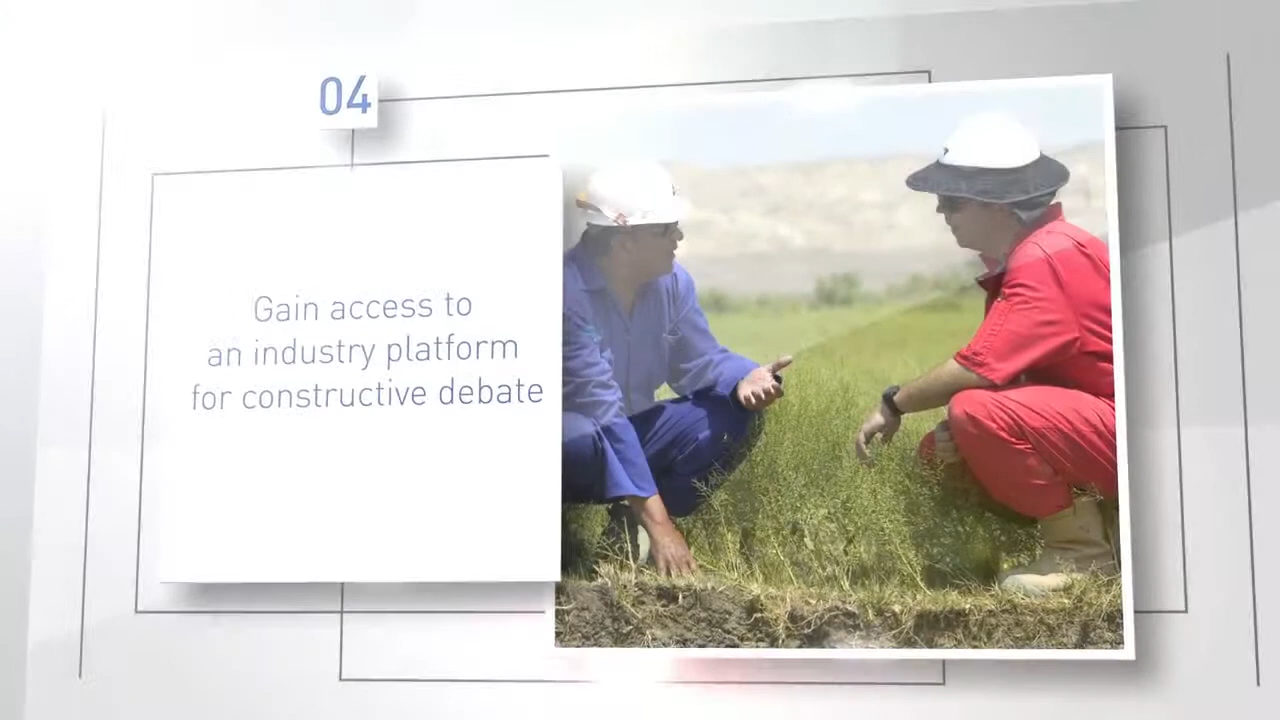 04
Gain access to
an industry platform
for constructive debate